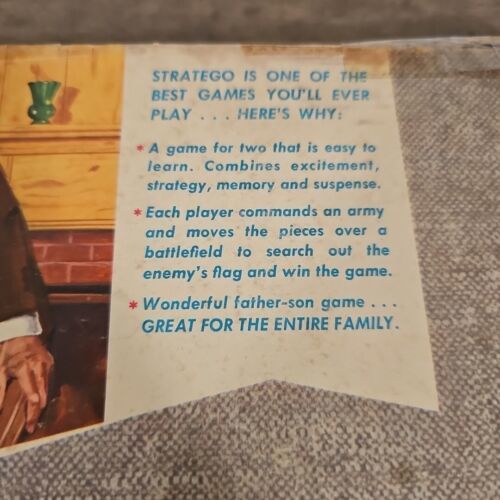 STRATEGO IS ONE OF THE
BEST GAMES YOU'LL EVER
PLAY . . . HERE'S WHY:
* A game for two that is easy to
learn. Combines excitement,
strategy, memory and suspense.
* Each player commands an army
and moves the pieces over a
battlefield to search out the
enemy's flag and win the game.
* Wonderful father-son game . . .
GREAT FOR THE ENTIRE FAMILY.